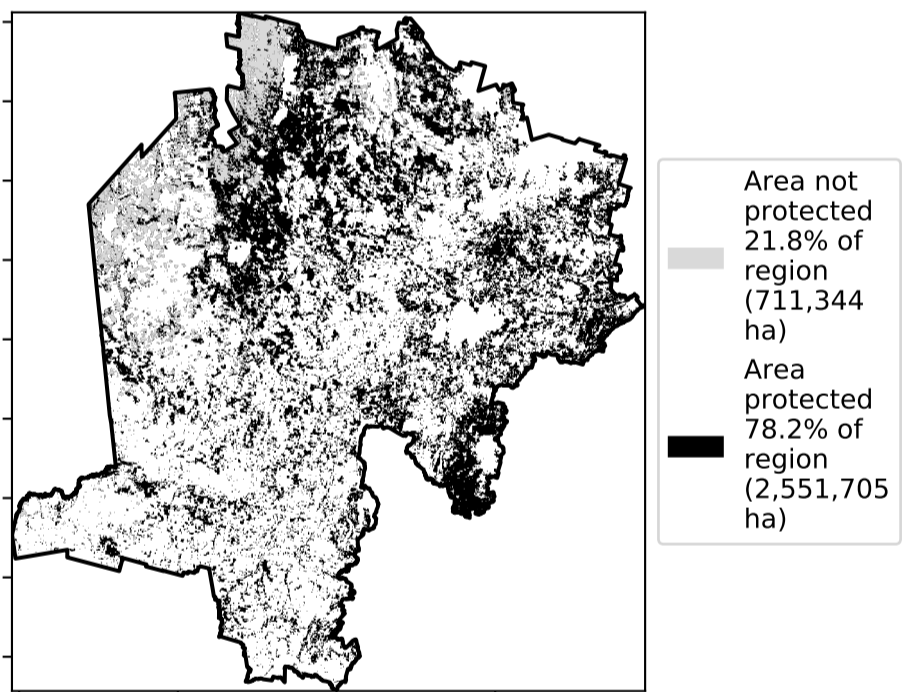 Area not
protected
21.8% of
region
(711,344
ha)
Area
protected
78.2% of
region
(2,551,705
ha)